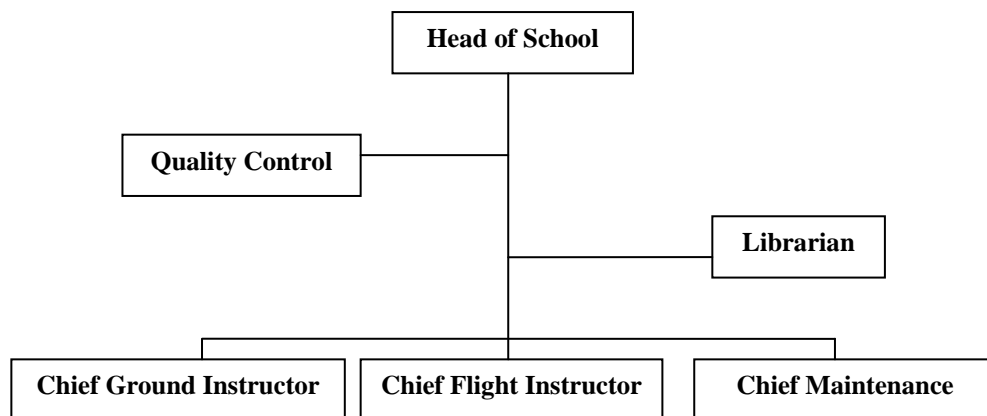 Head of School
Quality Control
Librarian
Chief Ground Instructor
Chief Flight Instructor
Chief Maintenance